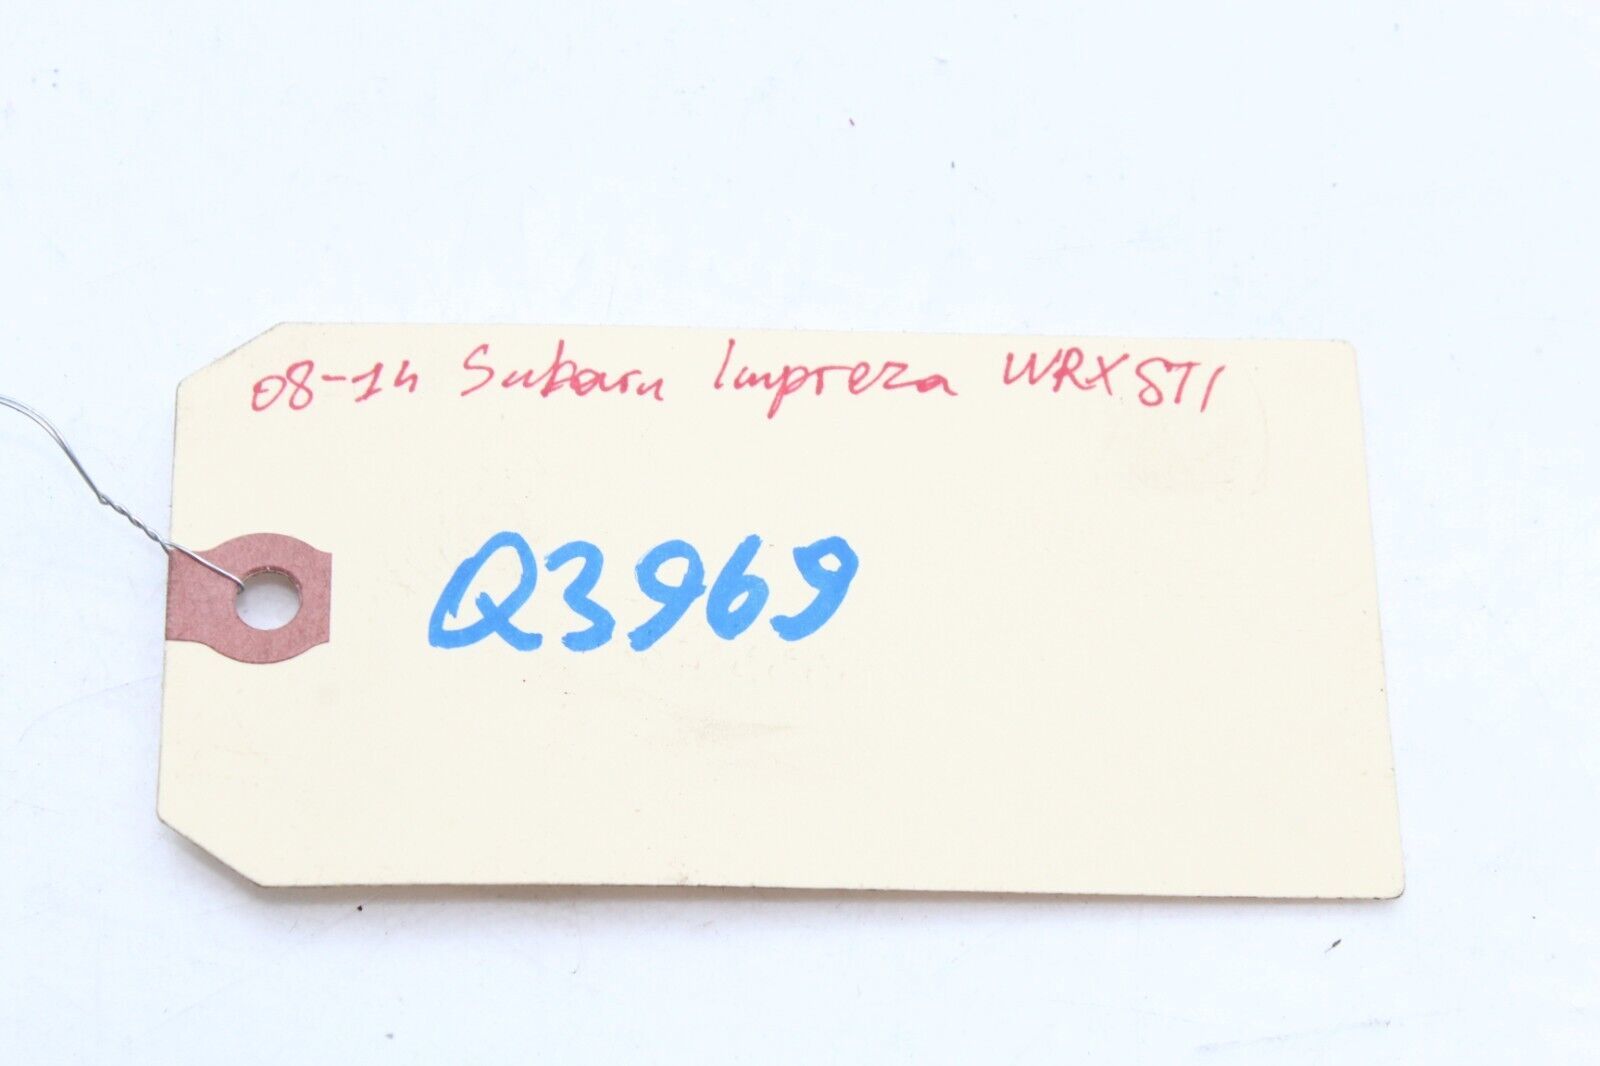 08-14 Subaru Impreza WRX STI
Q3969